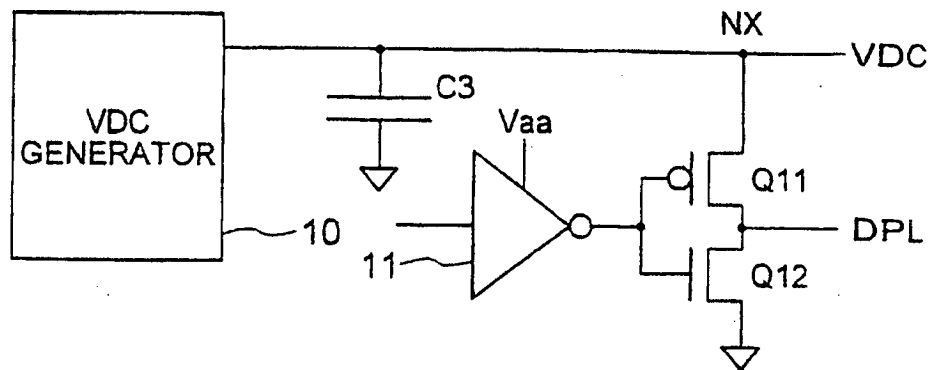 NX
VDC
C3
VDC
GENERATOR
Vaa
Q11
10
DPL
11
Q12